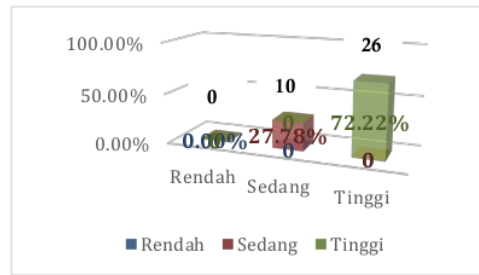 26
100.00%
10
0
50.00%
0 72.22%
0.00% 27.78%
0.00% 0 0
Rendah Sedang Tinggi
Rendah Sedang Tinggi